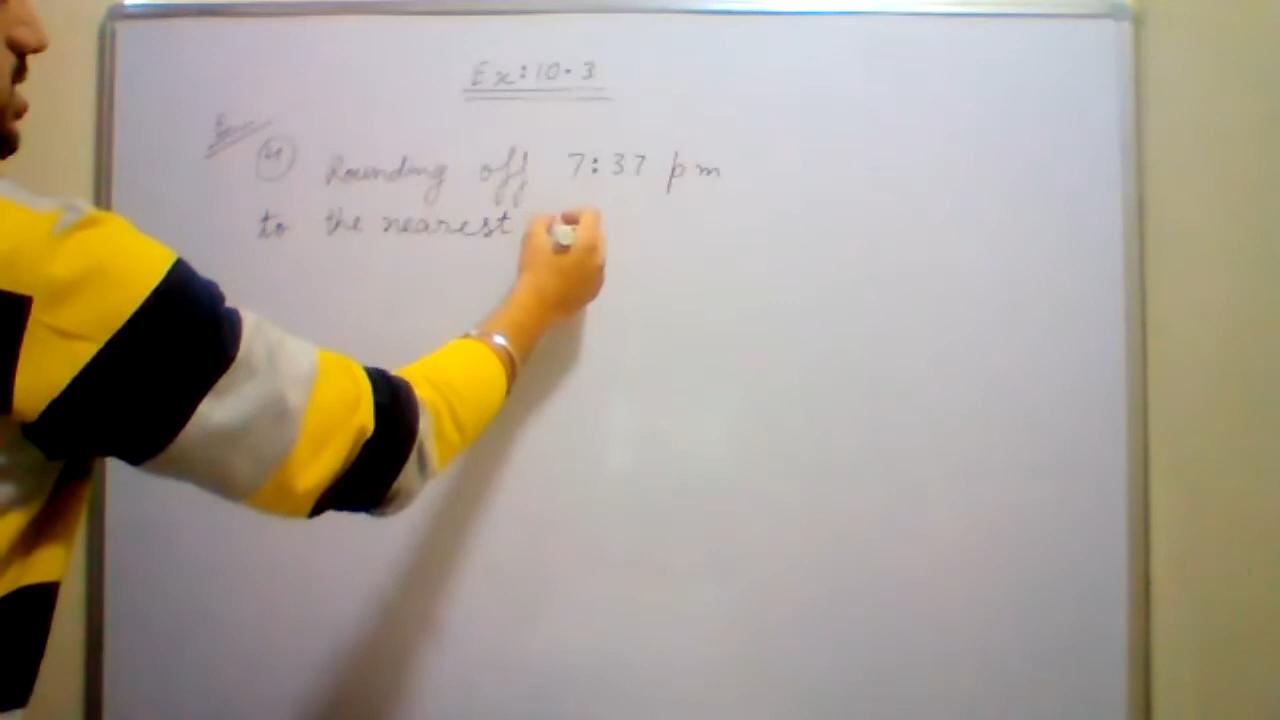 Ex:10.3
Rounding off 7:37 pm
to the nearest